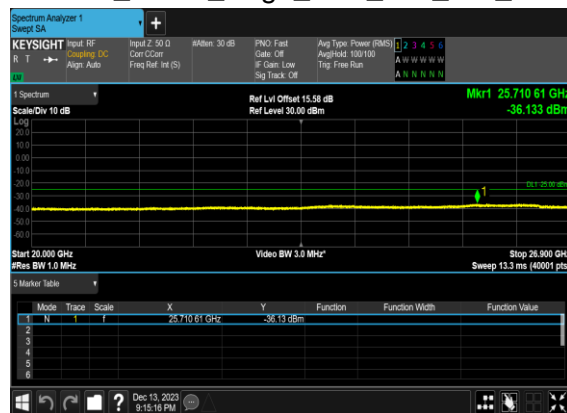 Spectrum Analyzer 1
Swept SA
KEYSIGHT Input: RF Input Z: 50 Ω #Atten: 30 dB PNO: Fast Avg Type: Power (RMS) 1 2 3 4 5 6
R T Coupling: DC Corr CCorr Gate: Off Avg|Hold: 100/100 A W W W W W
Align: Auto Freq Ref: Int (S) IF Gain: Low Trig: Free Run
Sig Track: Off A N N N N N
1 Spectrum Ref Lvl Offset 15.58 dB Mkr1 25.710 61 GHz
Scale/Div 10 dB Ref Level 30.00 dBm -36.133 dBm
Log
20.0
10.0
0.00
-10.0
-20.0
-30.0
-40.0
-50.0
-60.0
1
Start 20.000 GHz Video BW 3.0 MHz* Stop 26.900 GHz
#Res BW 1.0 MHz Sweep 13.3 ms (40001 pts)
5 Marker Table
Mode Trace Scale X Y Function Function Width Function Value
1 N 1 f 25.710 61 GHz -36.13 dBm
2
3
4
5
6
? Dec 13, 2023
9:15:16 PM